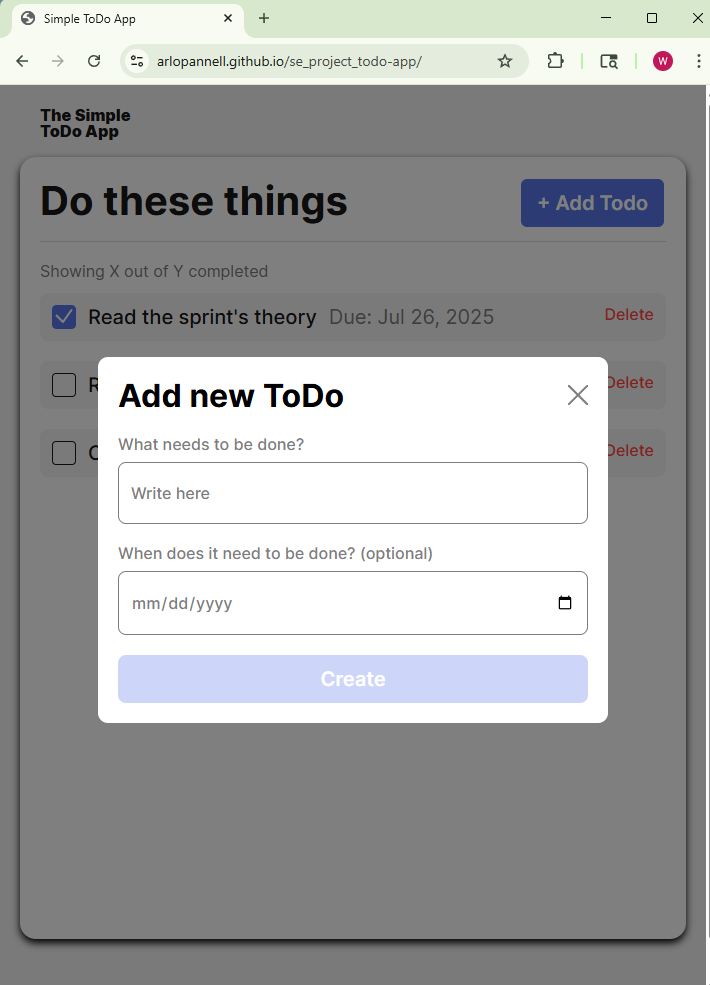 Simple ToDo App
arlopannell.github.io/se_project_todo-app/
W
The Simple
ToDo App
Do these things
+ Add Todo
Showing X out of Y completed
Read the sprint's theory Due: Jul 26, 2025 Delete
R Delete
Delete
Add new ToDo
What needs to be done?
Write here
When does it need to be done? (optional)
mm/dd/yyyy
Create